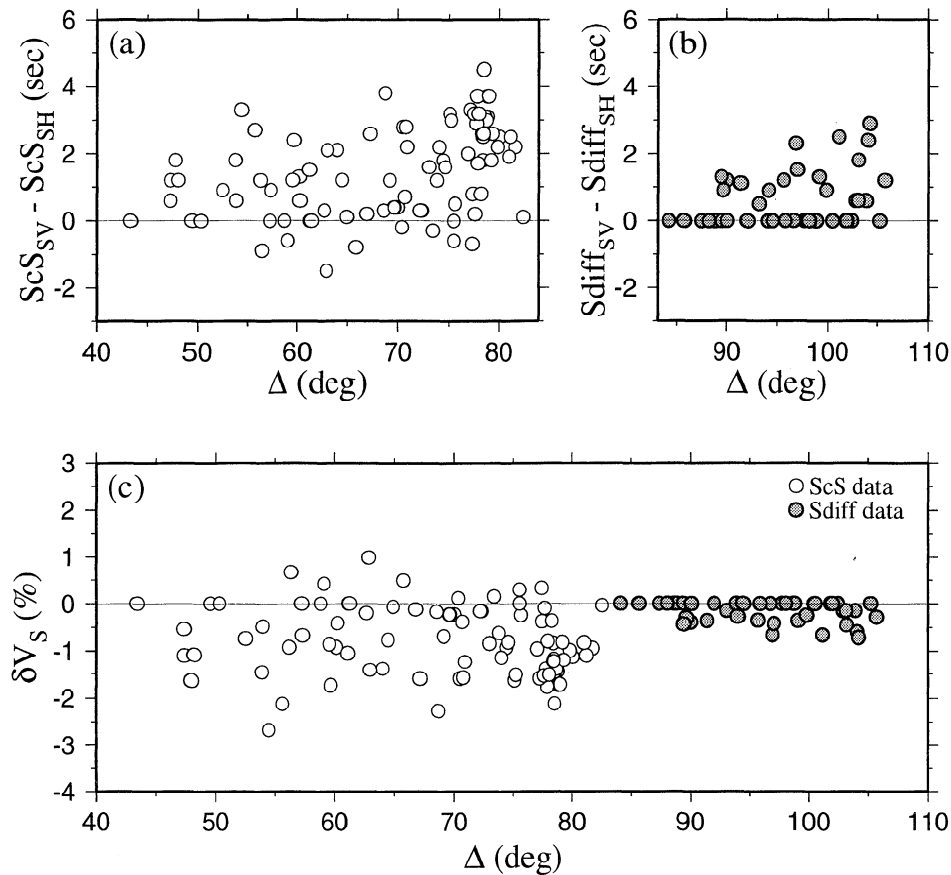 (a)
ScS_SV - ScS_SH (sec)
6
4
2
0
-2
40 50 60 70 80
Δ (deg)
(b)
Sdiff_SV - Sdiff_SH (sec)
6
4
2
0
-2
90 100 110
Δ (deg)
(c)
ScS data
Sdiff data
δV_S (%)
3
2
1
0
-1
-2
-3
-4
40 50 60 70 80 90 100 110
Δ (deg)